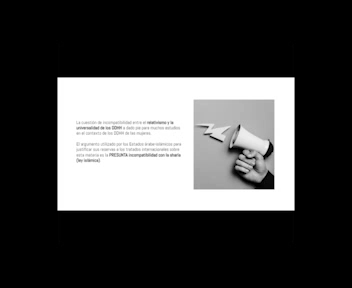 La cuestión de incompatibilidad entre el relativismo y la
universalidad de los DDHH a dado pie para muchos estudios
en el contexto de los DDHH de las mujeres.
El argumento utilizado por los Estados árabe-islámicos para
justificar sus reservas a los tratados internacionales sobre
esta materia es la PRESUNTA incompatibilidad con la sharia
(ley islámica).